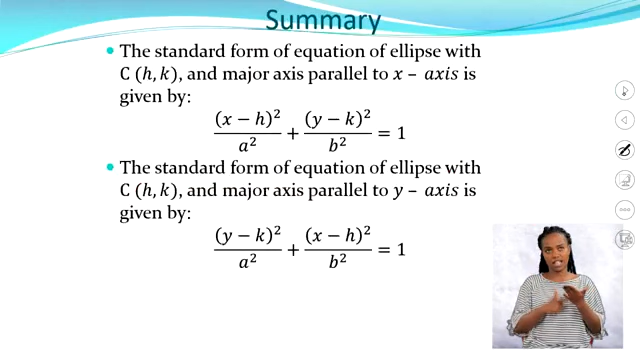 Summary
• The standard form of equation of ellipse with
C (h, k), and major axis parallel to x – axis is
given by:
(x − h)²/a² + (y − k)²/b² = 1
• The standard form of equation of ellipse with
C (h, k), and major axis parallel to y – axis is
given by:
(y − k)²/a² + (x − h)²/b² = 1